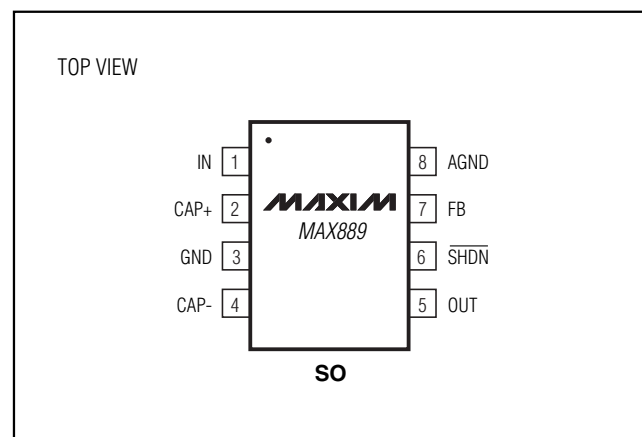 TOP VIEW
IN 1
CAP+ 2
GND 3
CAP- 4
MAXIM
MAX889
8 AGND
7 FB
6 SHDN
5 OUT
SO